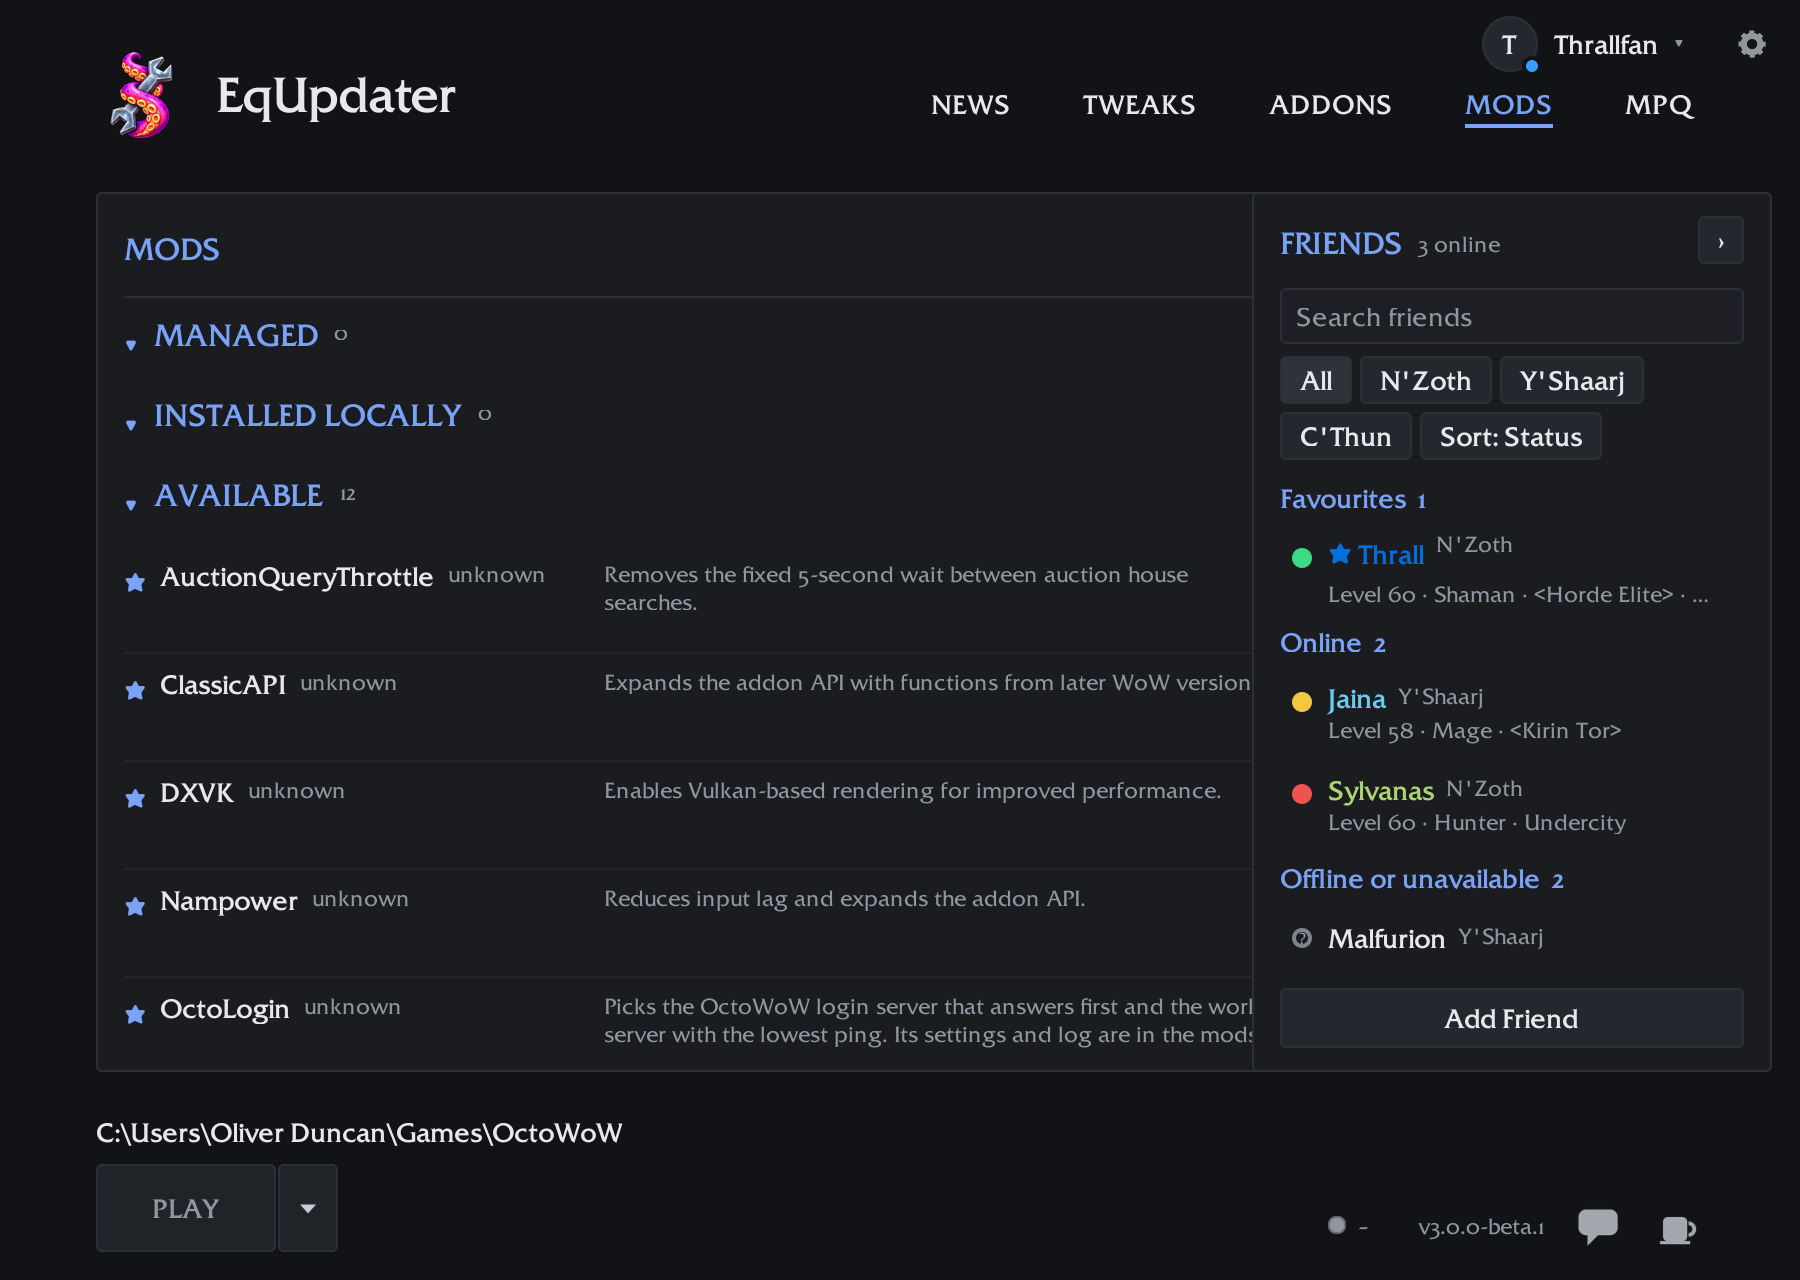 T Thrallfan
EqUpdater
NEWS TWEAKS ADDONS MODS MPQ
MODS
MANAGED 0
INSTALLED LOCALLY 0
AVAILABLE 12
AuctionQueryThrottle unknown
Removes the fixed 5-second wait between auction house
searches.
ClassicAPI unknown
Expands the addon API with functions from later WoW version
DXVK unknown
Enables Vulkan-based rendering for improved performance.
Nampower unknown
Reduces input lag and expands the addon API.
OctoLogin unknown
Picks the OctoWoW login server that answers first and the worl
server with the lowest ping. Its settings and log are in the mods
FRIENDS 3 online
›
Search friends
All N'Zoth Y'Shaarj
C'Thun Sort: Status
Favourites 1
Thrall N'Zoth
Level 60 · Shaman · <Horde Elite> · ...
Online 2
Jaina Y'Shaarj
Level 58 · Mage · <Kirin Tor>
Sylvanas N'Zoth
Level 60 · Hunter · Undercity
Offline or unavailable 2
? Malfurion Y'Shaarj
Add Friend
C:\Users\Oliver Duncan\Games\OctoWoW
PLAY
– v3.0.0-beta.1